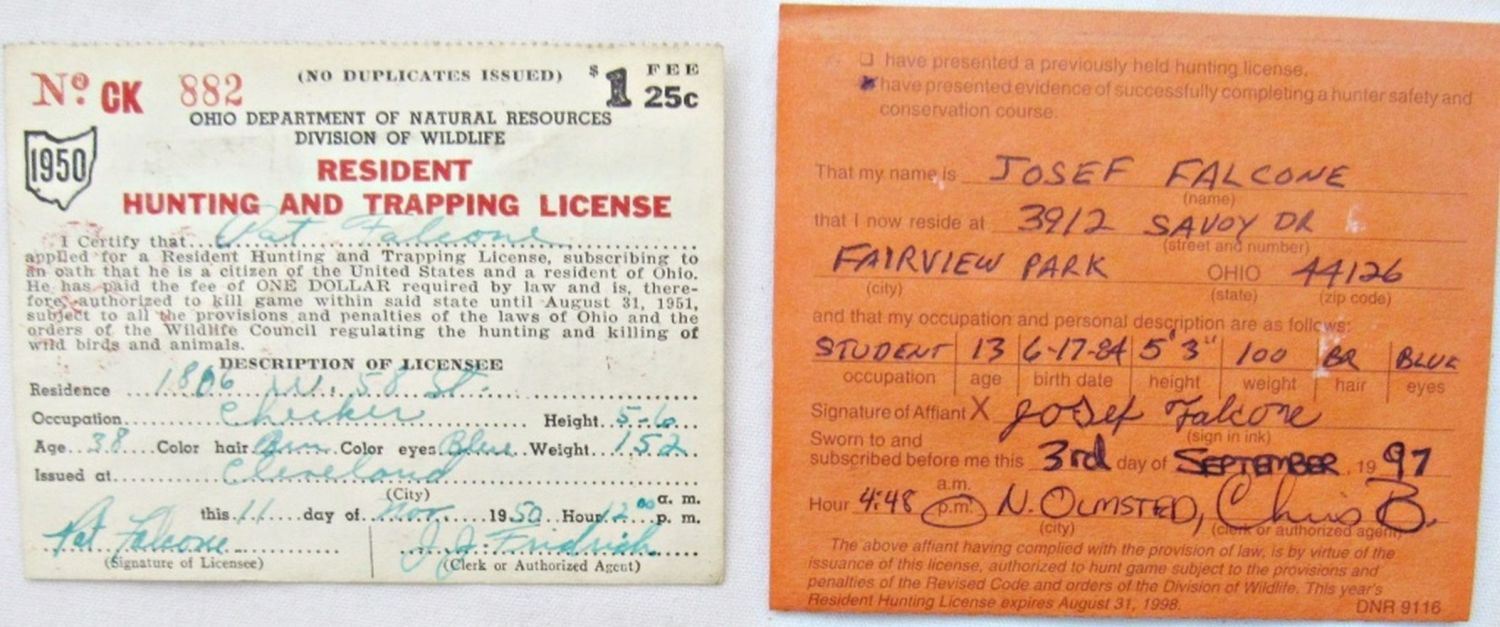 Nº CK 882 (NO DUPLICATES ISSUED) $1 FEE 25c
OHIO DEPARTMENT OF NATURAL RESOURCES
DIVISION OF WILDLIFE
1950
RESIDENT
HUNTING AND TRAPPING LICENSE
I Certify that Pat Falcone
applied for a Resident Hunting and Trapping License, subscribing to
an oath that he is a citizen of the United States and a resident of Ohio.
He has paid the fee of ONE DOLLAR required by law and is, there-
fore, authorized to kill game within said state until August 31, 1951,
subject to all the provisions and penalties of the laws of Ohio and the
orders of the Wildlife Council regulating the hunting and killing of
wild birds and animals.
DESCRIPTION OF LICENSEE
Residence 1806 W. 58 St.
Occupation Checker Height 5-6
Age 38 Color hair Brn Color eyes Blue Weight 152
Issued at Cleveland
(City)
this 11 day of Nov 1950 Hour 12 00 a. m. p. m.
Pat Falcone J J Fridrich
(Signature of Licensee) (Clerk or Authorized Agent)
have presented a previously held hunting license.
have presented evidence of successfully completing a hunter safety and
conservation course.
That my name is JOSEF FALCONE
(name)
that I now reside at 3912 SAVOY DR
(street and number)
FAIRVIEW PARK OHIO 44126
(city) (state) (zip code)
and that my occupation and personal description are as follows:
STUDENT 13 6-17-84 5'3" 100 BR BLUE
occupation age birth date height weight hair eyes
Signature of Affiant X Josef Falcone
(sign in ink)
Sworn to and
subscribed before me this 3rd day of SEPTEMBER, 19 97
Hour 4:48 a.m. p.m. N. OLMSTED, Chris B.
(city) (clerk or authorized agent)
The above affiant having complied with the provision of law, is by virtue of the
issuance of this license, authorized to hunt game subject to the provisions and
penalties of the Revised Code and orders of the Division of Wildlife. This year's
Resident Hunting License expires August 31, 1998.
DNR 9116